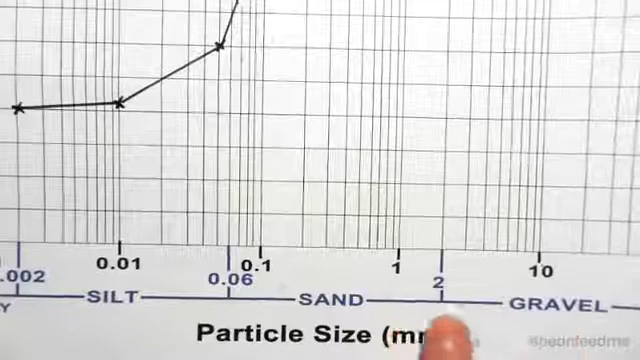 0.01 0.1 1 10
.002 0.06 2
Y SILT SAND GRAVEL
Particle Size (m